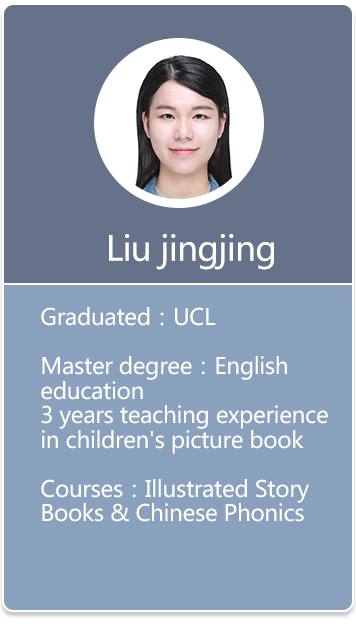 Liu jingjing
Graduated：UCL
Master degree：English
education
3 years teaching experience
in children's picture book
Courses：Illustrated Story
Books & Chinese Phonics